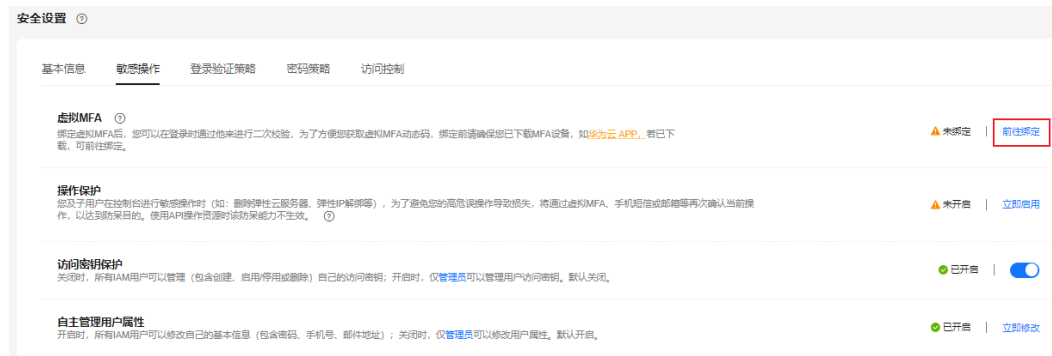 安全设置 ?
基本信息 敏感操作 登录验证策略 密码策略 访问控制
虚拟MFA ?
绑定虚拟MFA后，您可以在登录时通过他来进行二次校验，为了方便您获取虚拟MFA动态码，绑定前请确保您已下载MFA设备，如华为云 APP，若已下
载，可前往绑定。
未绑定 | 前往绑定
操作保护
您及子用户在控制台进行敏感操作时（如：删除弹性云服务器、弹性IP解绑等），为了避免您的高危误操作导致损失，将通过虚拟MFA、手机短信或邮箱等再次确认当前操
作，以达到防呆目的。使用API操作资源时该防呆能力不生效。 ?
未开启 | 立即启用
访问密钥保护
关闭时，所有IAM用户可以管理（包含创建、启用/停用或删除）自己的访问密钥；开启时，仅管理员可以管理用户访问密钥。默认关闭。
已开启 |
自主管理用户属性
开启时，所有IAM用户可以修改自己的基本信息（包含密码、手机号、邮件地址）；关闭时，仅管理员可以修改用户属性。默认开启。
已开启 | 立即修改